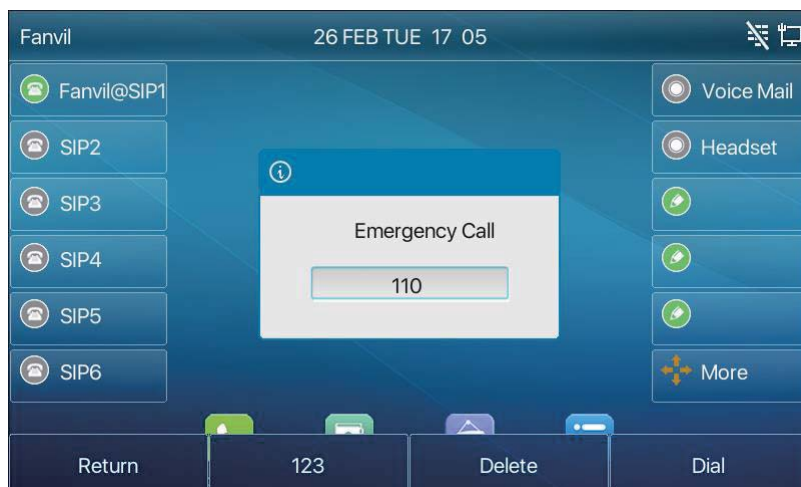 Fanvil 26 FEB TUE 17 05
Fanvil@SIP1
SIP2
SIP3
SIP4
SIP5
SIP6
Emergency Call
110
Voice Mail
Headset
More
Return 123 Delete Dial